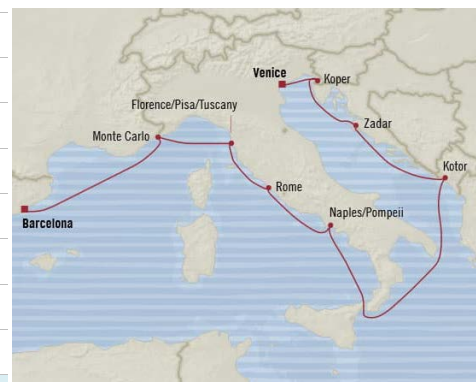 Venice
Koper
Florence/Pisa/Tuscany
Zadar
Monte Carlo
Kotor
Rome
Naples/Pompeii
Barcelona